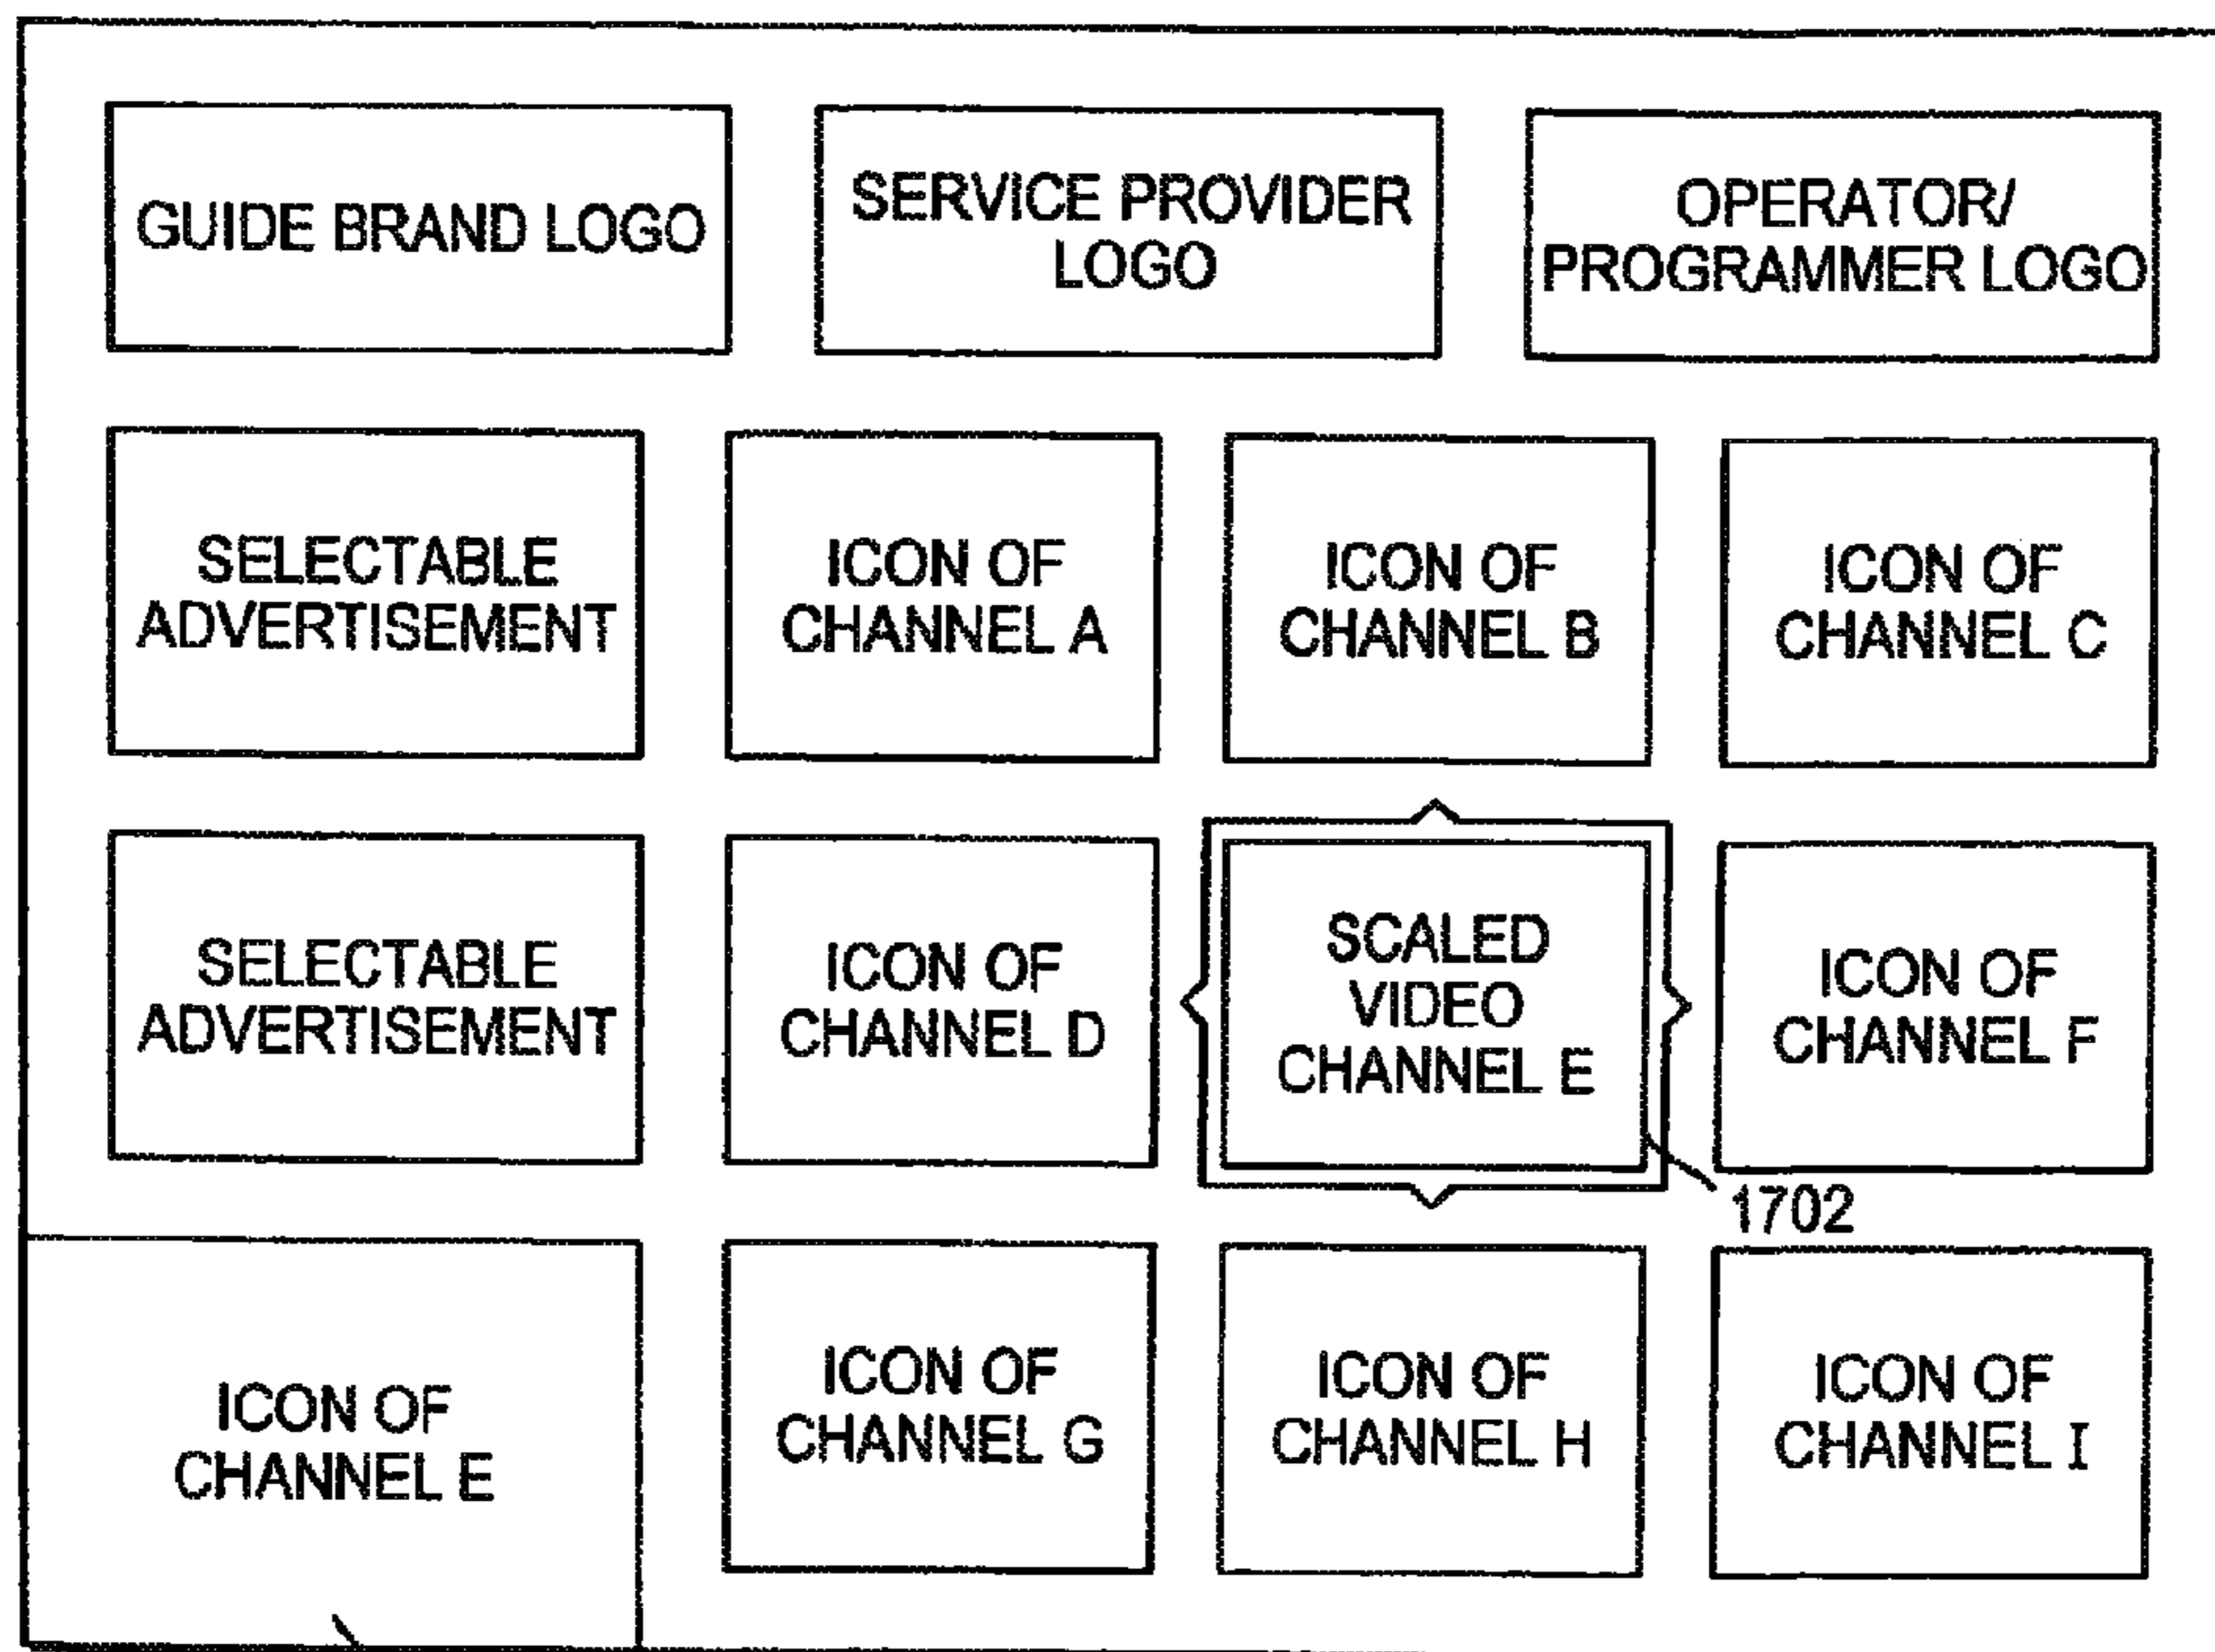 GUIDE BRAND LOGO
SERVICE PROVIDER
LOGO
OPERATOR/
PROGRAMMER LOGO
SELECTABLE
ADVERTISEMENT
ICON OF
CHANNEL A
ICON OF
CHANNEL B
ICON OF
CHANNEL C
SELECTABLE
ADVERTISEMENT
ICON OF
CHANNEL D
SCALED
VIDEO
CHANNEL E
ICON OF
CHANNEL F
1702
ICON OF
CHANNEL E
ICON OF
CHANNEL G
ICON OF
CHANNEL H
ICON OF
CHANNEL I